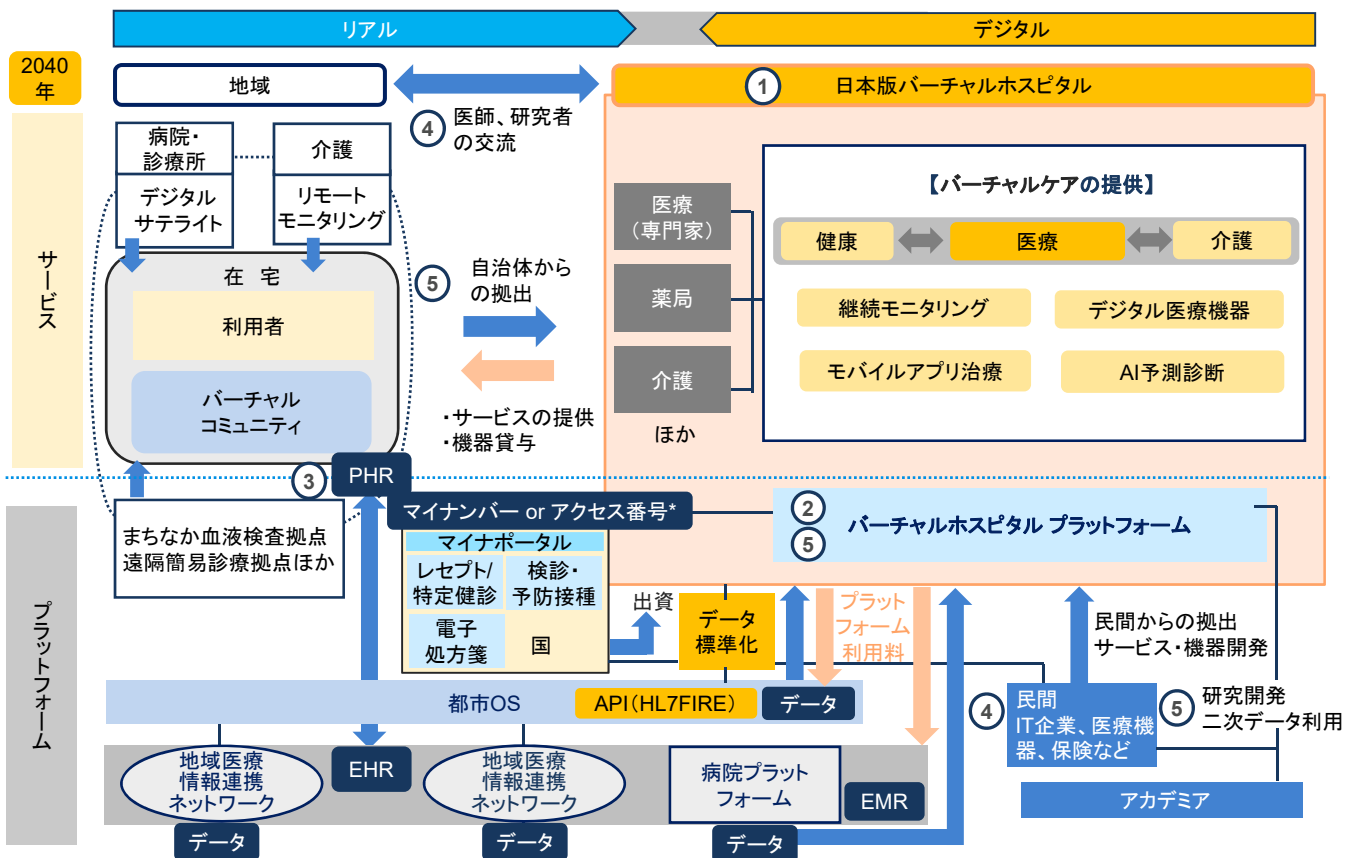 リアル
デジタル
2040
年
地域
① 日本版バーチャルホスピタル
④ 医師、研究者
の交流
サービス
病院・
診療所
デジタル
サテライト
介護
リモート
モニタリング
在 宅
利用者
バーチャル
コミュニティ
⑤ 自治体から
の拠出
・サービスの提供
・機器貸与
医療
(専門家)
薬局
介護
ほか
【バーチャルケアの提供】
健康
医療
介護
継続モニタリング
デジタル医療機器
モバイルアプリ治療
AI予測診断
③ PHR
プラットフォーム
まちなか血液検査拠点
遠隔簡易診療拠点ほか
マイナンバー or アクセス番号*
マイナポータル
レセプト/
特定健診
検診・
予防接種
電子
処方箋
国
② バーチャルホスピタル プラットフォーム
⑤
出資
データ
標準化
プラット
フォーム
利用料
民間からの拠出
サービス・機器開発
都市OS
API(HL7FIRE)
データ
④ 民間
IT企業、医療機
器、保険など
⑤ 研究開発
二次データ利用
地域医療
情報連携
ネットワーク
データ
EHR
地域医療
情報連携
ネットワーク
データ
病院プラット
フォーム
データ
EMR
アカデミア